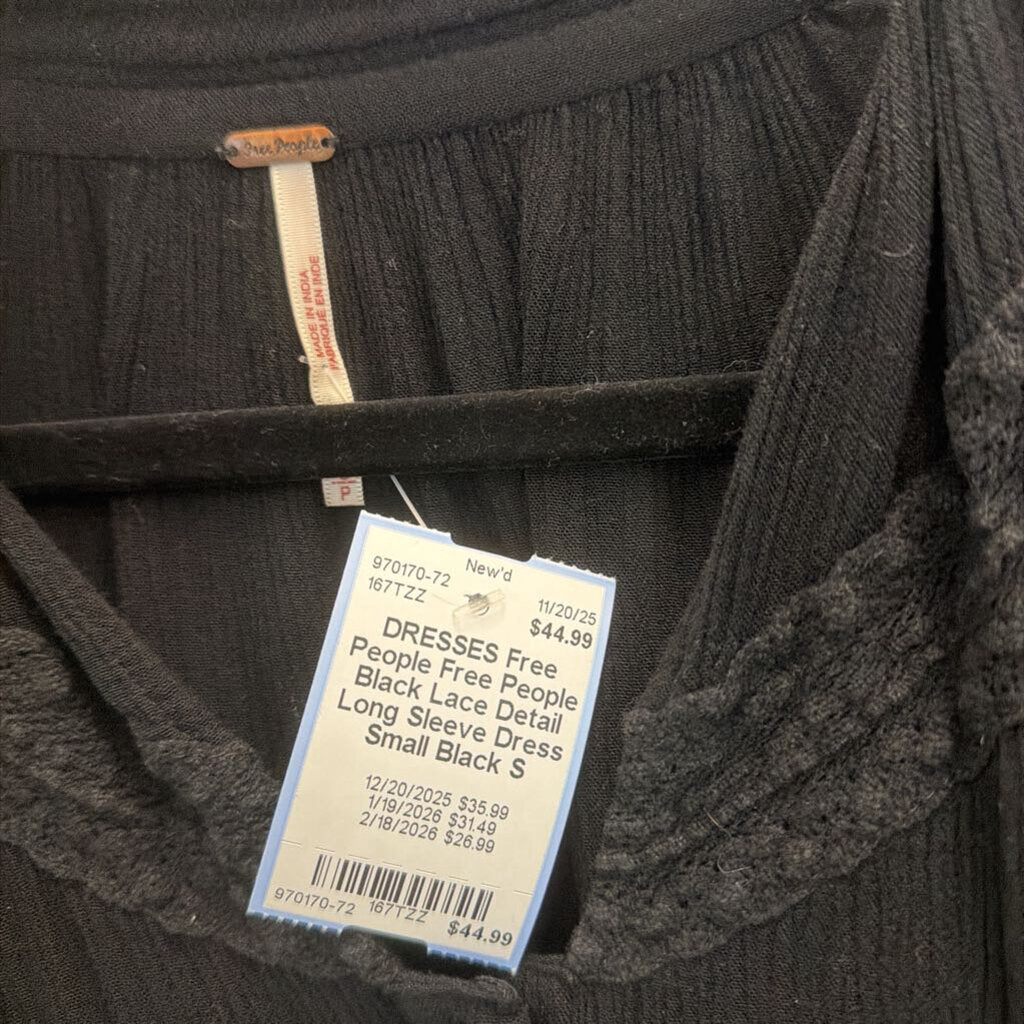 Free People
MADE IN INDIA
FABRIQUÉ EN INDE
New'd
970170-72
167TZZ
11/20/25
$44.99
DRESSES Free
People Free People
Black Lace Detail
Long Sleeve Dress
Small Black S
12/20/2025 $35.99
1/19/2026 $31.49
2/18/2026 $26.99
970170-72 167TZZ
$44.99